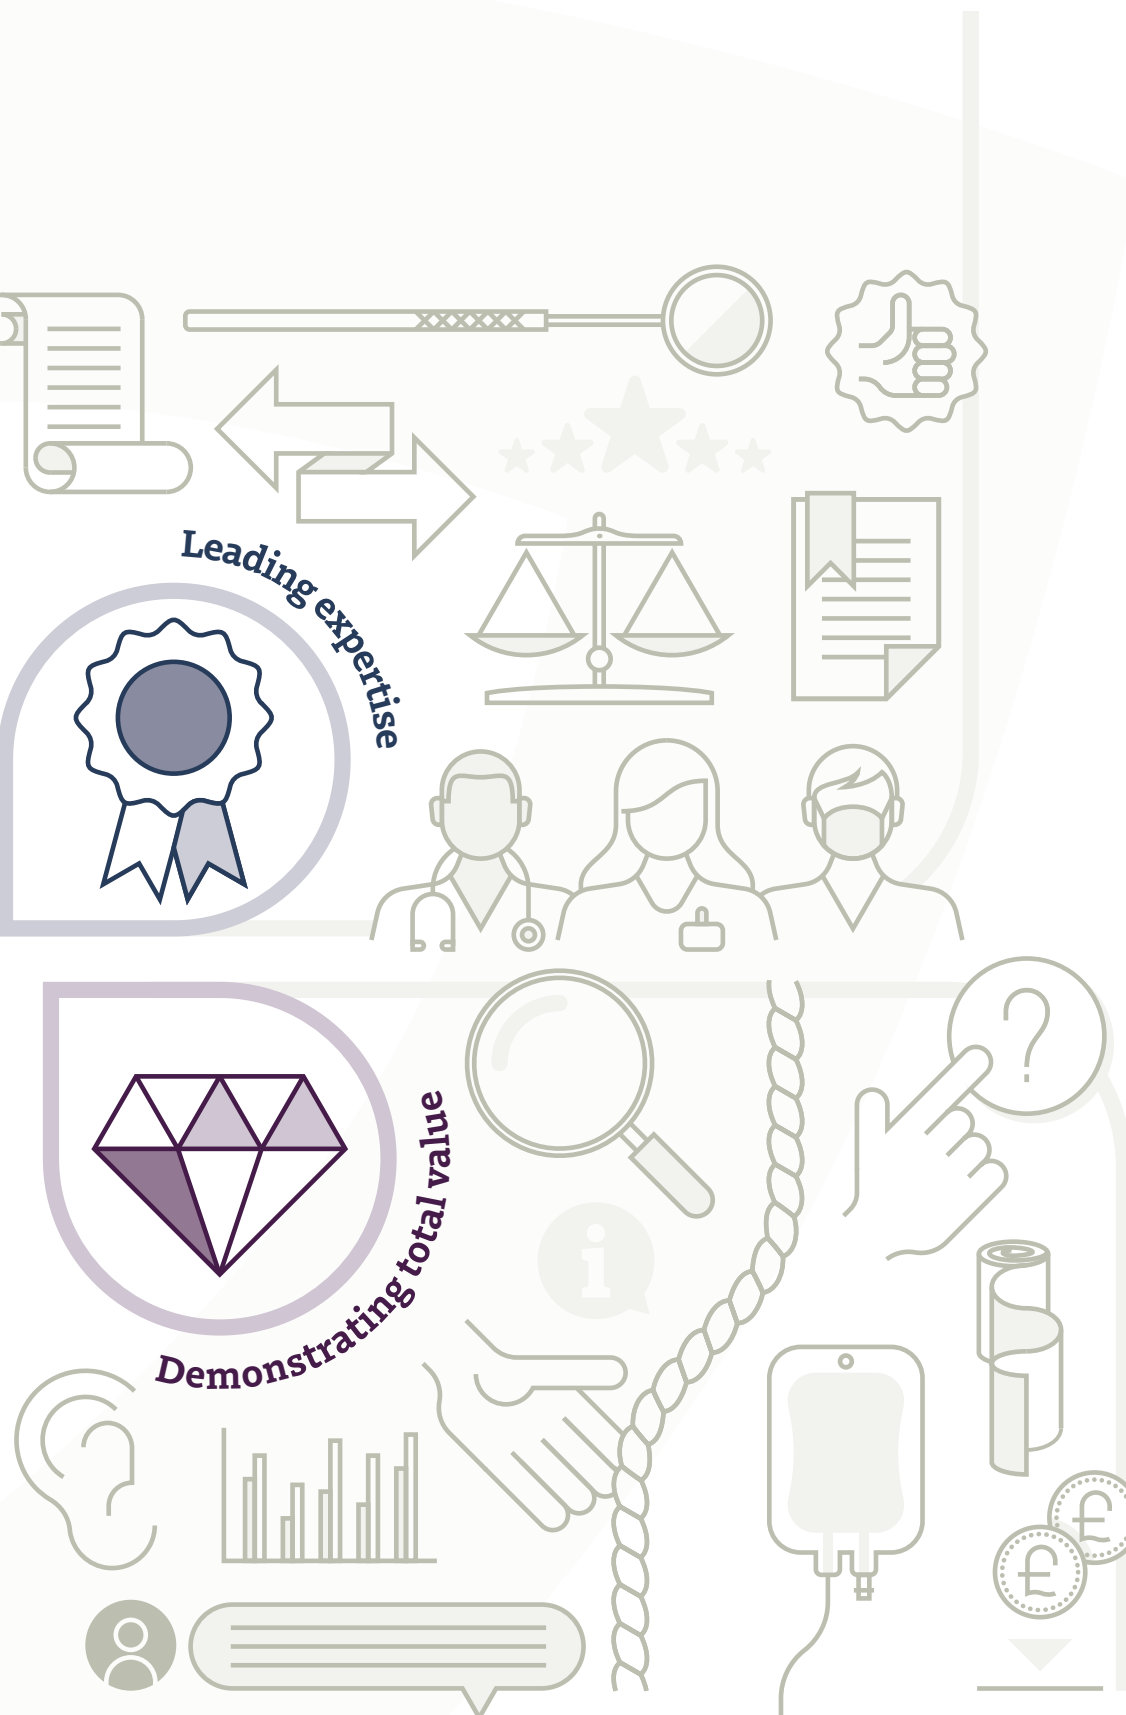 Leading expertise
?
Demonstrating total value
i
£
£